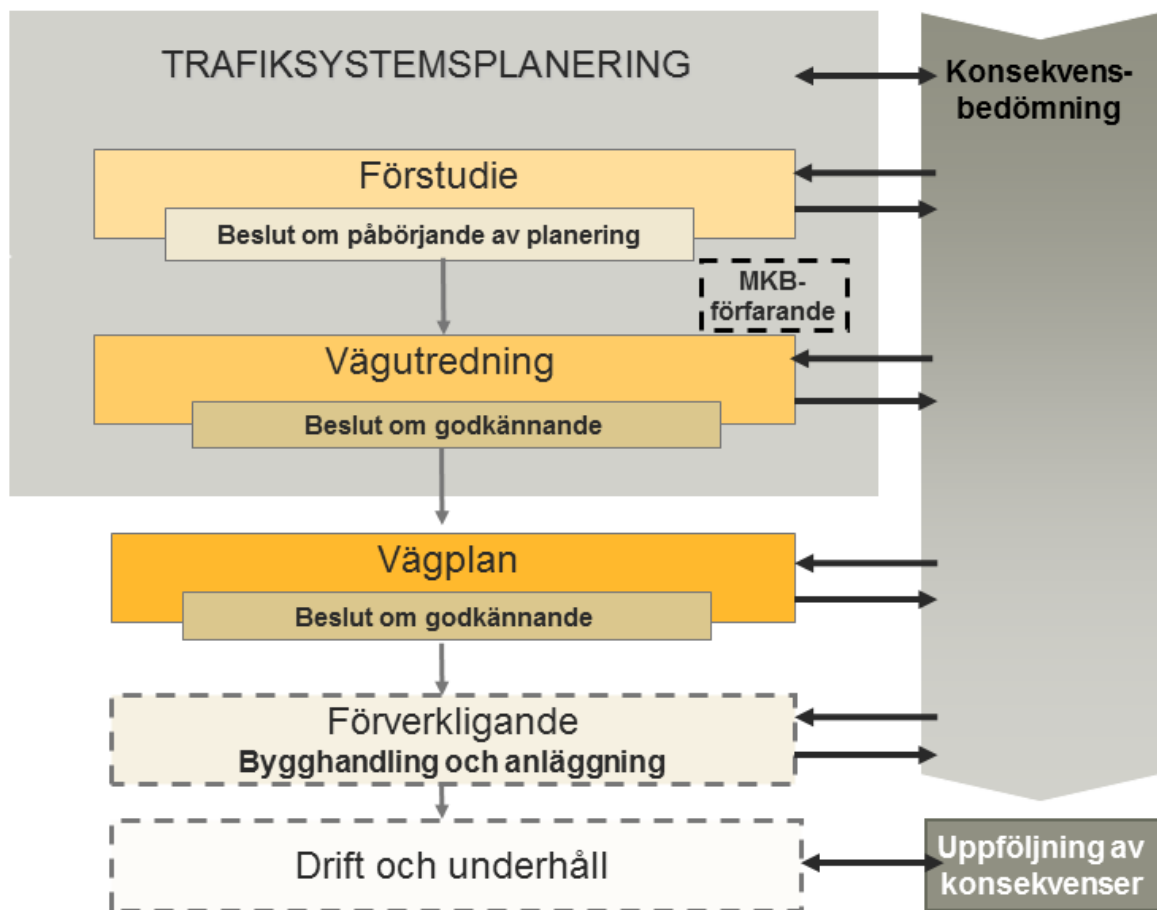 TRAFIKSYSTEMSPLANERING
Konsekvens-
bedömning
Förstudie
Beslut om påbörjande av planering
MKB-
förfarande
Vägutredning
Beslut om godkännande
Vägplan
Beslut om godkännande
Förverkligande
Bygghandling och anläggning
Drift och underhåll
Uppföljning av
konsekvenser